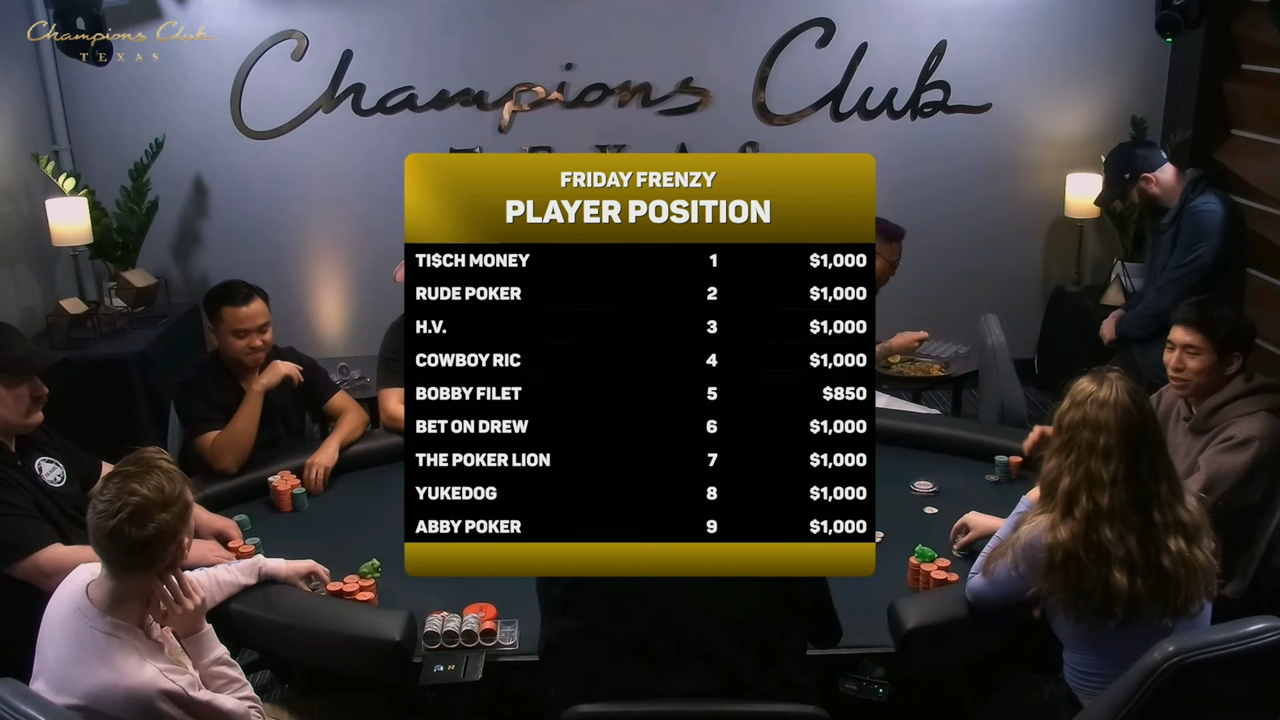 Champions Club
TEXAS
Champions Club
TEXAS
FRIDAY FRENZY
PLAYER POSITION
TI$CH MONEY 1 $1,000
RUDE POKER 2 $1,000
H.V. 3 $1,000
COWBOY RIC 4 $1,000
BOBBY FILET 5 $850
BET ON DREW 6 $1,000
THE POKER LION 7 $1,000
YUKEDOG 8 $1,000
ABBY POKER 9 $1,000